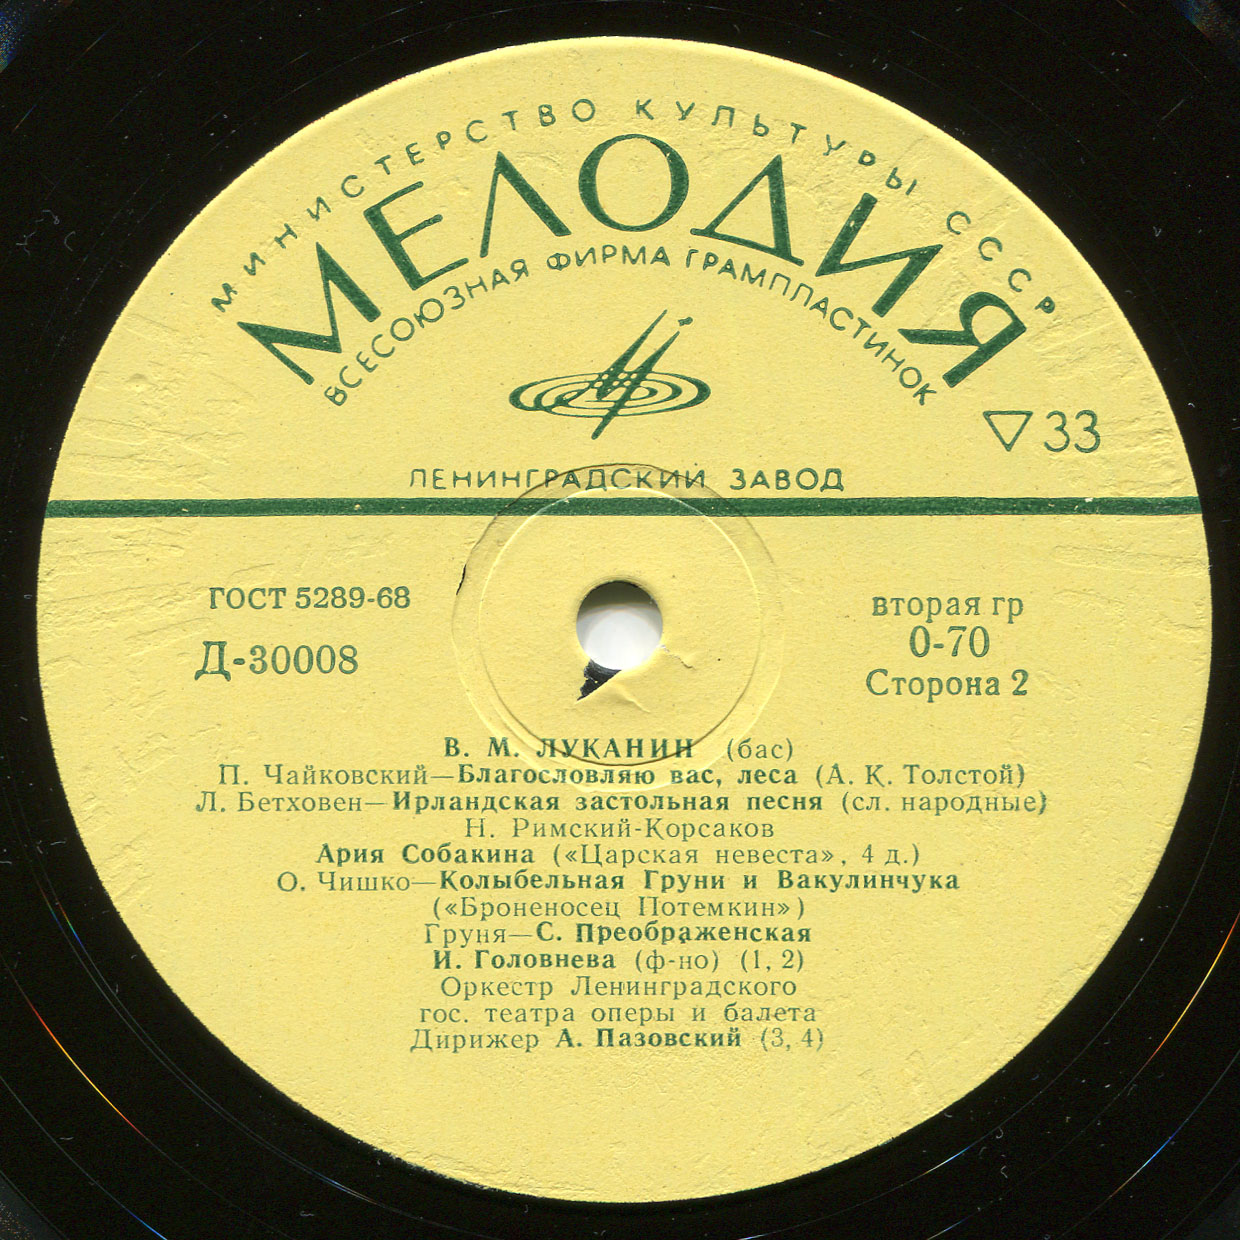 МИНИСТЕРСТВО КУЛЬТУРЫ СССР
МЕЛОДИЯ
ВСЕСОЮЗНАЯ ФИРМА ГРАМПЛАСТИНОК
33
ЛЕНИНГРАДСКИЙ ЗАВОД
ГОСТ 5289-68
Д-30008
вторая гр
0-70
Сторона 2
В. М. ЛУКАНИН (бас)
П. Чайковский—Благословляю вас, леса (А. К. Толстой)
Л. Бетховен—Ирландская застольная песня (сл. народные)
Н. Римский-Корсаков
Ария Собакина («Царская невеста», 4 д.)
О. Чишко—Колыбельная Груни и Вакулинчука
(«Броненосец Потемкин»)
Груня—С. Преображенская
И. Головнева (ф-но) (1, 2)
Оркестр Ленинградского
гос. театра оперы и балета
Дирижер А. Пазовский (3, 4)